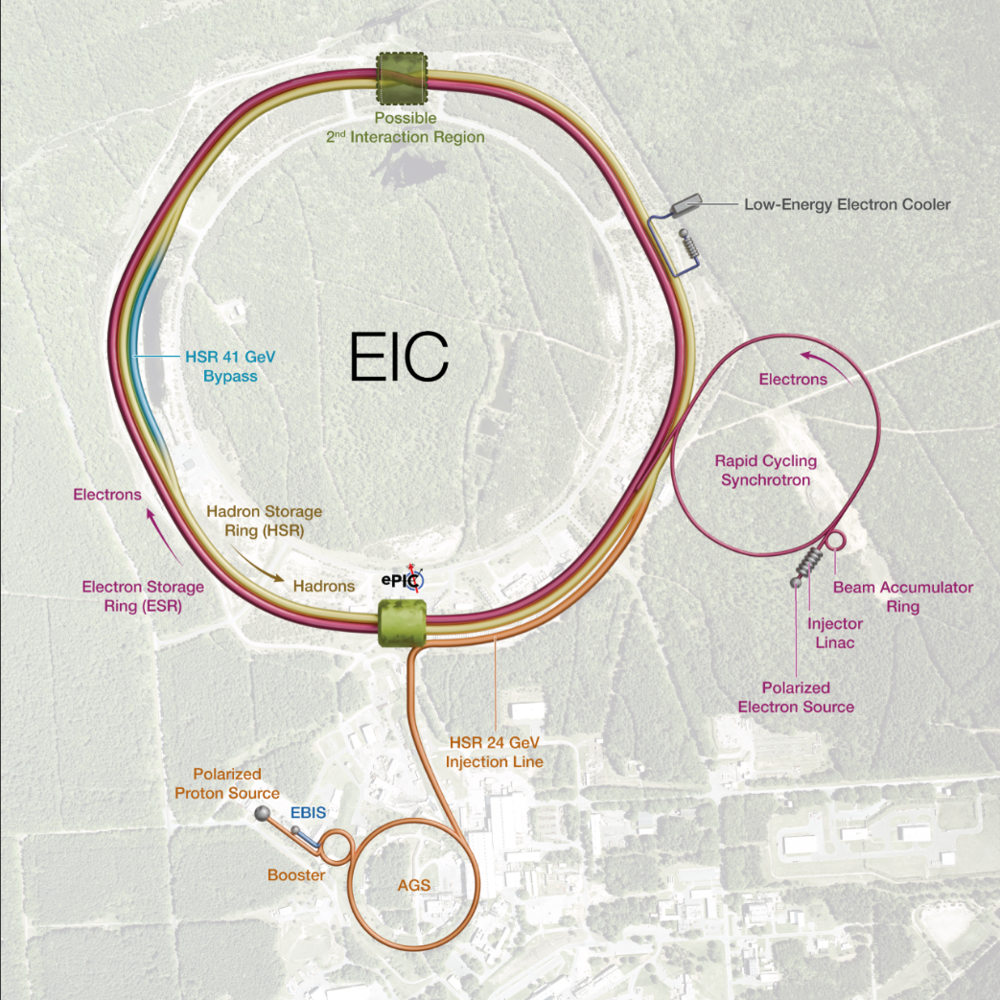 Possible
2nd Interaction Region
Low-Energy Electron Cooler
EIC
HSR 41 GeV
Bypass
Electrons
Rapid Cycling
Synchrotron
Electrons
Hadron Storage
Ring (HSR)
Hadrons
ePIC
Electron Storage
Ring (ESR)
Beam Accumulator
Ring
Injector
Linac
Polarized
Electron Source
HSR 24 GeV
Injection Line
Polarized
Proton Source
EBIS
Booster
AGS